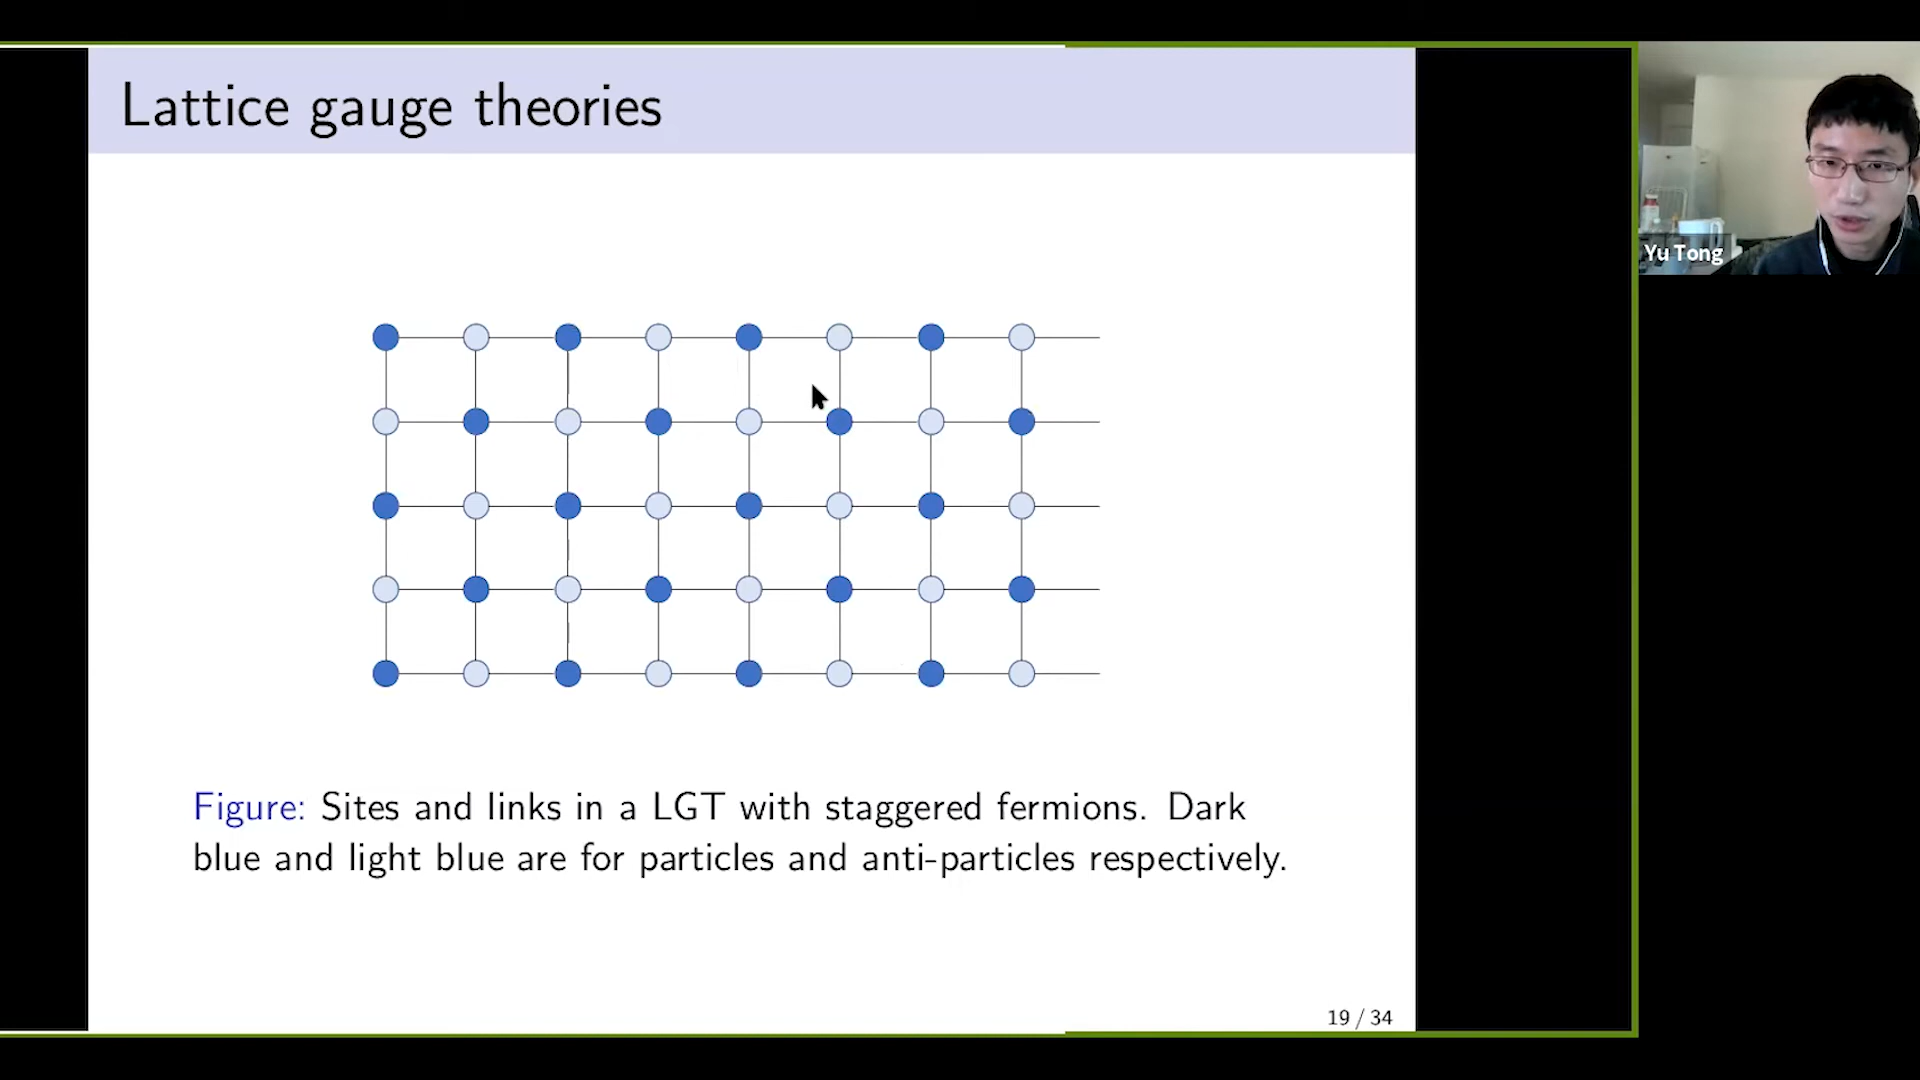 Lattice gauge theories
Yu Tong
Figure: Sites and links in a LGT with staggered fermions. Dark
blue and light blue are for particles and anti-particles respectively.
19 / 34